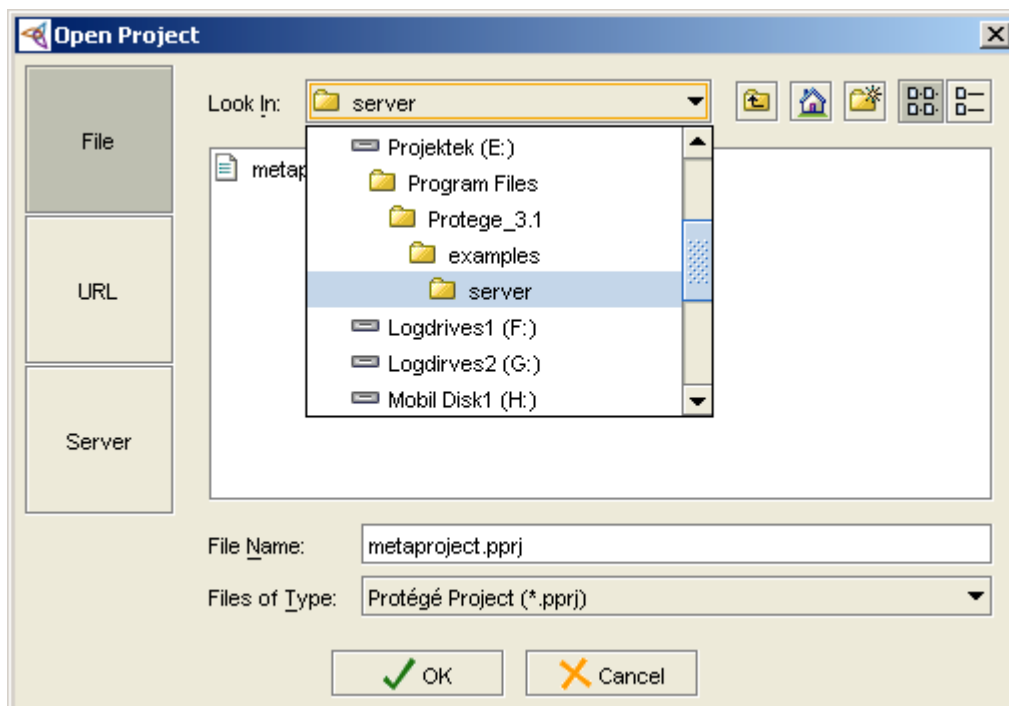 Open Project
File
URL
Server
Look In:
server
Projektek (E:)
Program Files
Protege_3.1
examples
server
Logdrives1 (F:)
Logdirves2 (G:)
Mobil Disk1 (H:)
metap
File Name:
metaproject.pprj
Files of Type:
Protégé Project (*.pprj)
OK
Cancel